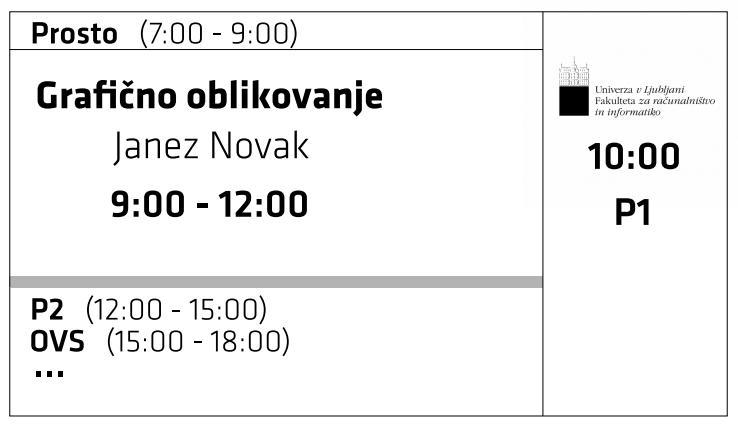 Prosto (7:00 - 9:00)
Grafično oblikovanje
Janez Novak
9:00 - 12:00
P2 (12:00 - 15:00)
OVS (15:00 - 18:00)
...
Univerza v Ljubljani
Fakulteta za računalništvo
in informatiko
10:00
P1